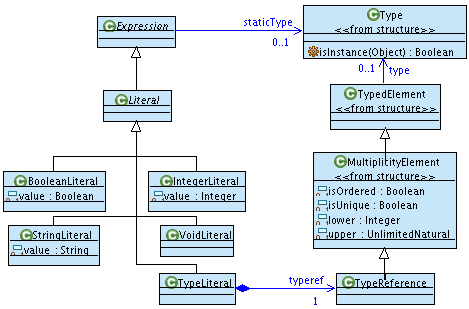 Expression
staticType
0..1
Type
<<from structure>>
isInstance(Object) : Boolean
0..1
type
Literal
TypedElement
<<from structure>>
BooleanLiteral
value : Boolean
IntegerLiteral
value : Integer
MultiplicityElement
<<from structure>>
isOrdered : Boolean
isUnique : Boolean
lower : Integer
upper : UnlimitedNatural
StringLiteral
value : String
VoidLiteral
TypeLiteral
typeref
1
TypeReference